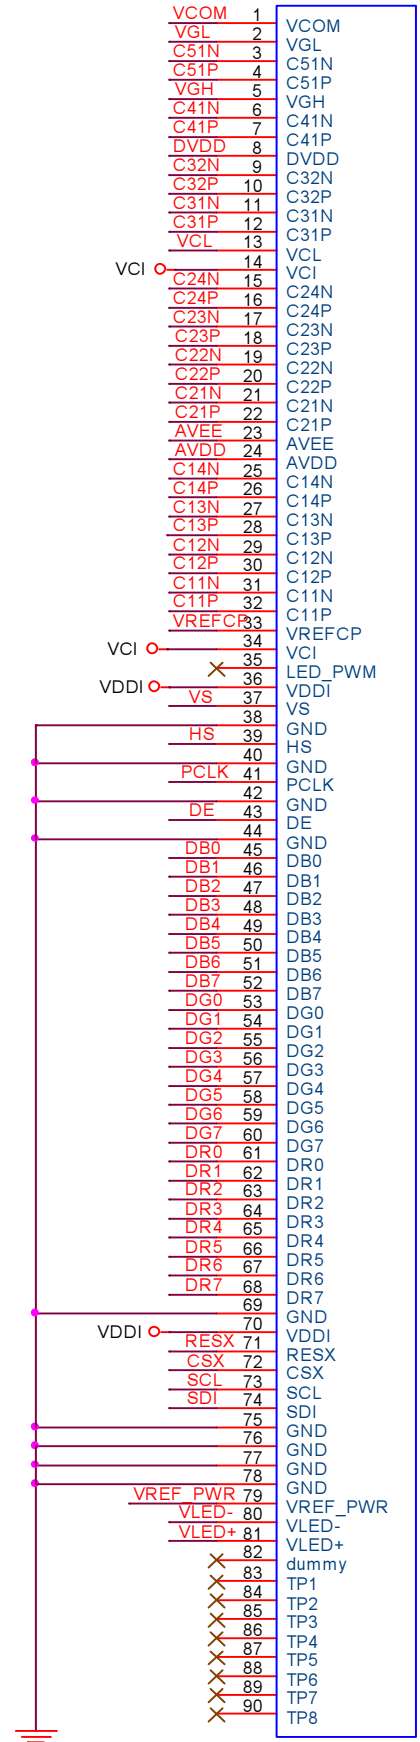 VCOM 1 VCOM
VGL 2 VGL
C51N 3 C51N
C51P 4 C51P
VGH 5 VGH
C41N 6 C41N
C41P 7 C41P
DVDD 8 DVDD
C32N 9 C32N
C32P 10 C32P
C31N 11 C31N
C31P 12 C31P
VCL 13 VCL
VCI 14 VCI
C24N 15 C24N
C24P 16 C24P
C23N 17 C23N
C23P 18 C23P
C22N 19 C22N
C22P 20 C22P
C21N 21 C21N
C21P 22 C21P
AVEE 23 AVEE
AVDD 24 AVDD
C14N 25 C14N
C14P 26 C14P
C13N 27 C13N
C13P 28 C13P
C12N 29 C12N
C12P 30 C12P
C11N 31 C11N
C11P 32 C11P
VREFCP 33 VREFCP
VCI 34 VCI
35 LED_PWM
VDDI 36 VDDI
VS 37 VS
38 GND
HS 39 HS
40 GND
PCLK 41 PCLK
42 GND
DE 43 DE
44 GND
DB0 45 DB0
DB1 46 DB1
DB2 47 DB2
DB3 48 DB3
DB4 49 DB4
DB5 50 DB5
DB6 51 DB6
DB7 52 DB7
DG0 53 DG0
DG1 54 DG1
DG2 55 DG2
DG3 56 DG3
DG4 57 DG4
DG5 58 DG5
DG6 59 DG6
DG7 60 DG7
DR0 61 DR0
DR1 62 DR1
DR2 63 DR2
DR3 64 DR3
DR4 65 DR4
DR5 66 DR5
DR6 67 DR6
DR7 68 DR7
69 GND
VDDI 70 VDDI
RESX 71 RESX
CSX 72 CSX
SCL 73 SCL
SDI 74 SDI
75 GND
76 GND
77 GND
78 GND
VREF_PWR 79 VREF_PWR
VLED- 80 VLED-
VLED+ 81 VLED+
82 dummy
83 TP1
84 TP2
85 TP3
86 TP4
87 TP5
88 TP6
89 TP7
90 TP8